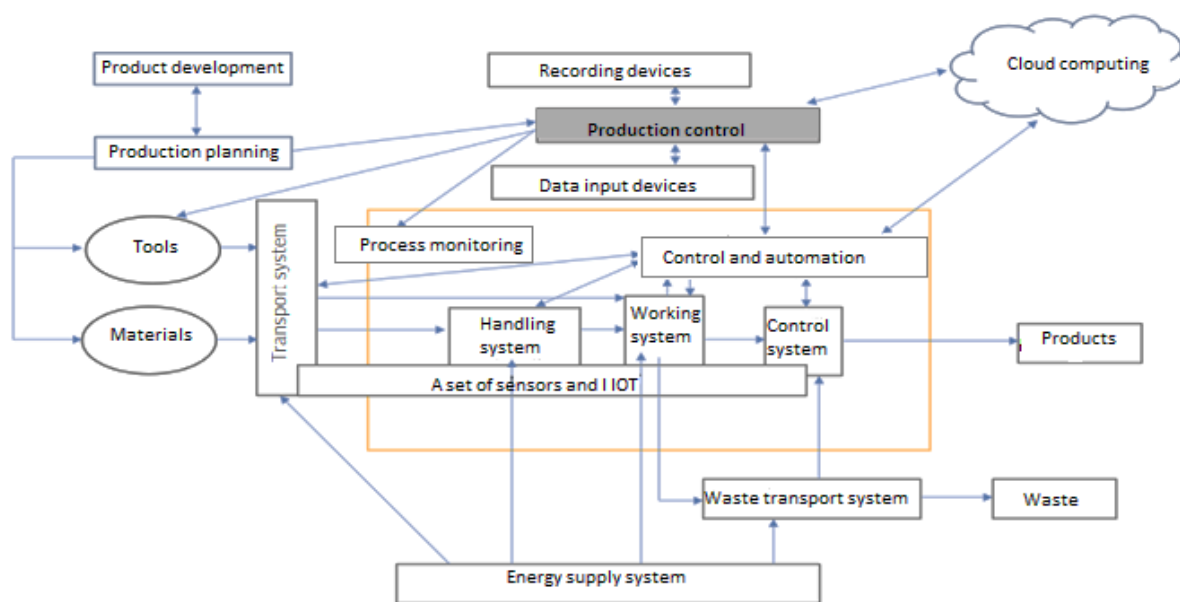 Product development
Recording devices
Cloud computing
Production control
Production planning
Data input devices
Tools
Transport system
Process monitoring
Control and automation
Materials
Handling
system
Working
system
Control
system
Products
A set of sensors and I IOT
Waste transport system
Waste
Energy supply system